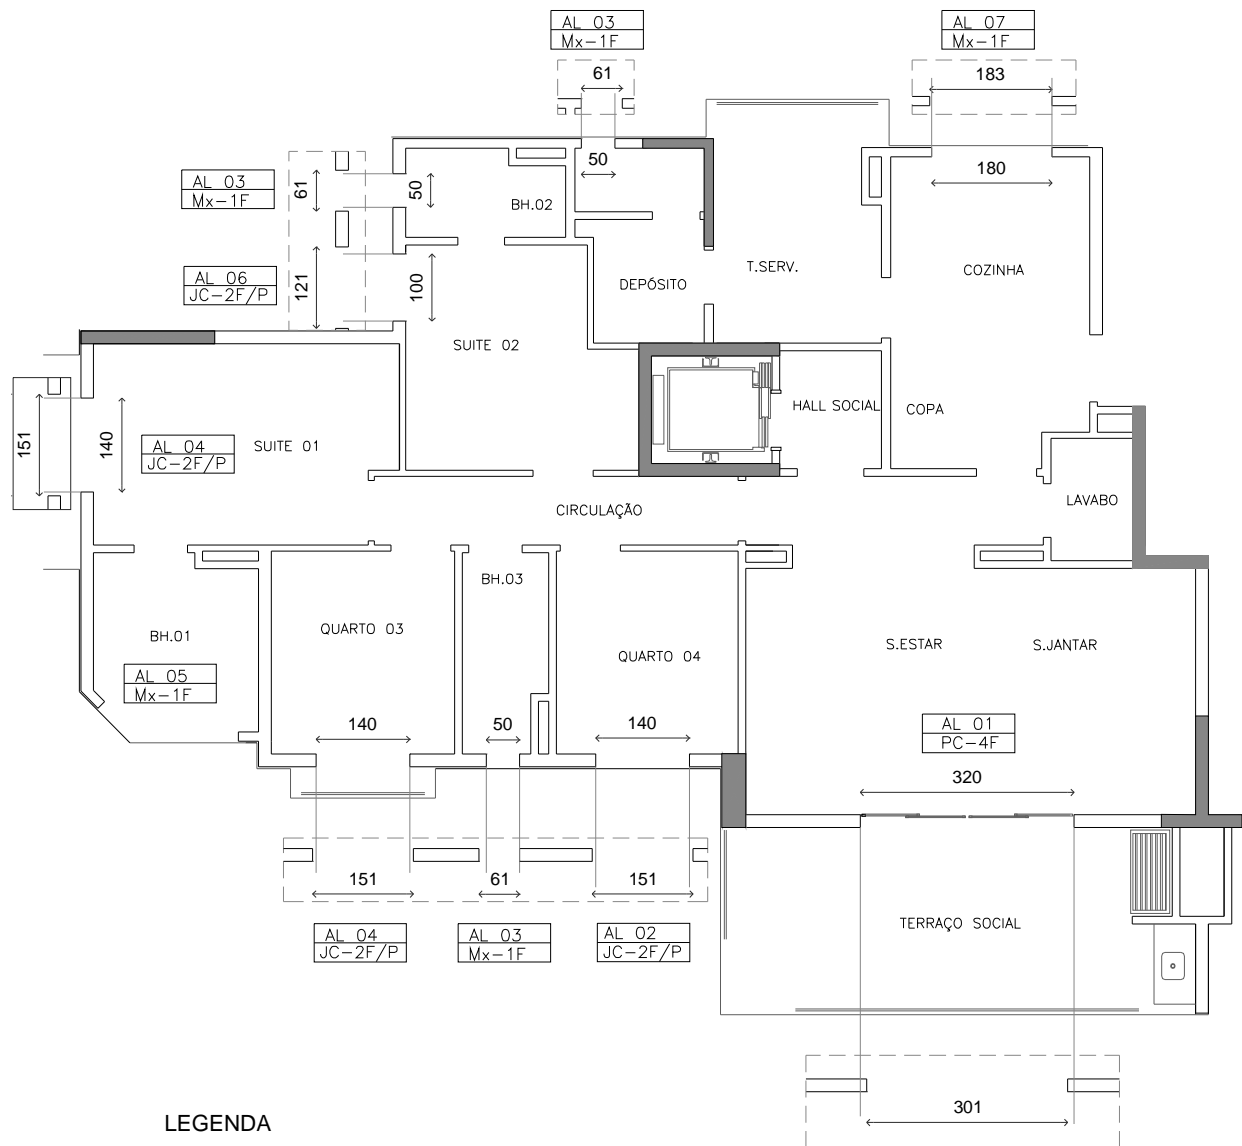 AL 03
Mx-1F
AL 07
Mx-1F
61
183
50
180
AL 03
Mx-1F
61
50
BH.02
AL 06
JC-2F/P
121
100
DEPÓSITO
T.SERV.
COZINHA
SUITE 02
151
140
AL 04
JC-2F/P
SUITE 01
HALL SOCIAL
COPA
CIRCULAÇÃO
LAVABO
BH.03
BH.01
QUARTO 03
QUARTO 04
S.ESTAR
S.JANTAR
AL 05
Mx-1F
140
50
140
AL 01
PC-4F
320
151
61
151
AL 04
JC-2F/P
AL 03
Mx-1F
AL 02
JC-2F/P
TERRAÇO SOCIAL
301
LEGENDA